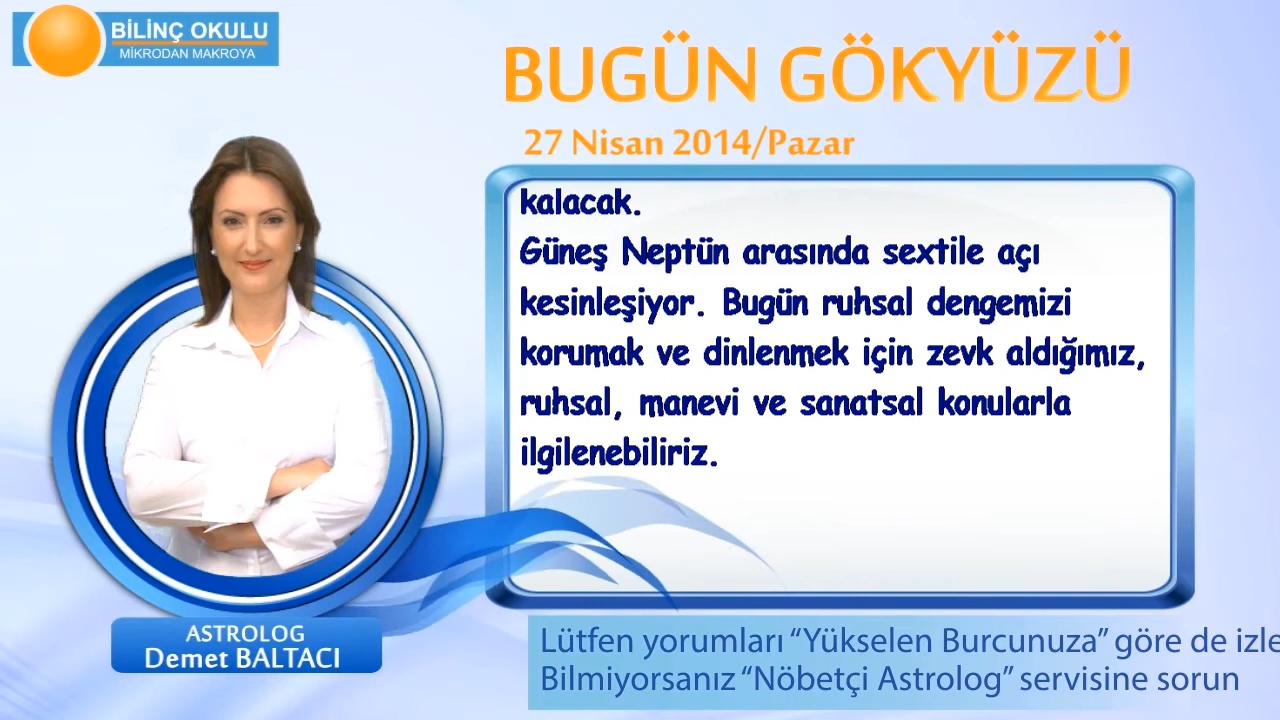 BİLİNÇ OKULU
MİKRODAN MAKROYA
BUGÜN GÖKYÜZÜ
27 Nisan 2014/Pazar
kalacak.
Güneş Neptün arasında sextile açı
kesinleşiyor. Bugün ruhsal dengemizi
korumak ve dinlenmek için zevk aldığımız,
ruhsal, manevi ve sanatsal konularla
ilgilenebiliriz.
ASTROLOG
Demet BALTACI
Lütfen yorumları “Yükselen Burcunuza” göre de izle
Bilmiyorsanız “Nöbetçi Astrolog” servisine sorun